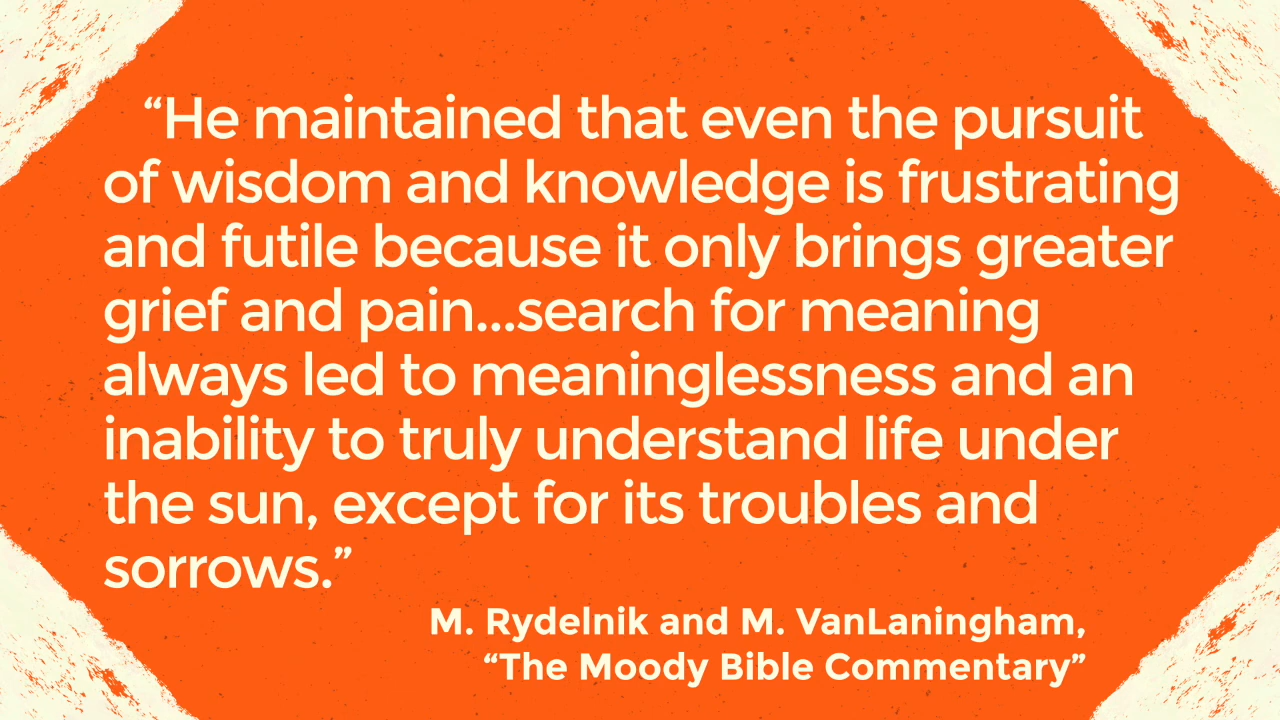 “He maintained that even the pursuit
of wisdom and knowledge is frustrating
and futile because it only brings greater
grief and pain...search for meaning
always led to meaninglessness and an
inability to truly understand life under
the sun, except for its troubles and
sorrows.”
M. Rydelnik and M. VanLaningham,
“The Moody Bible Commentary”